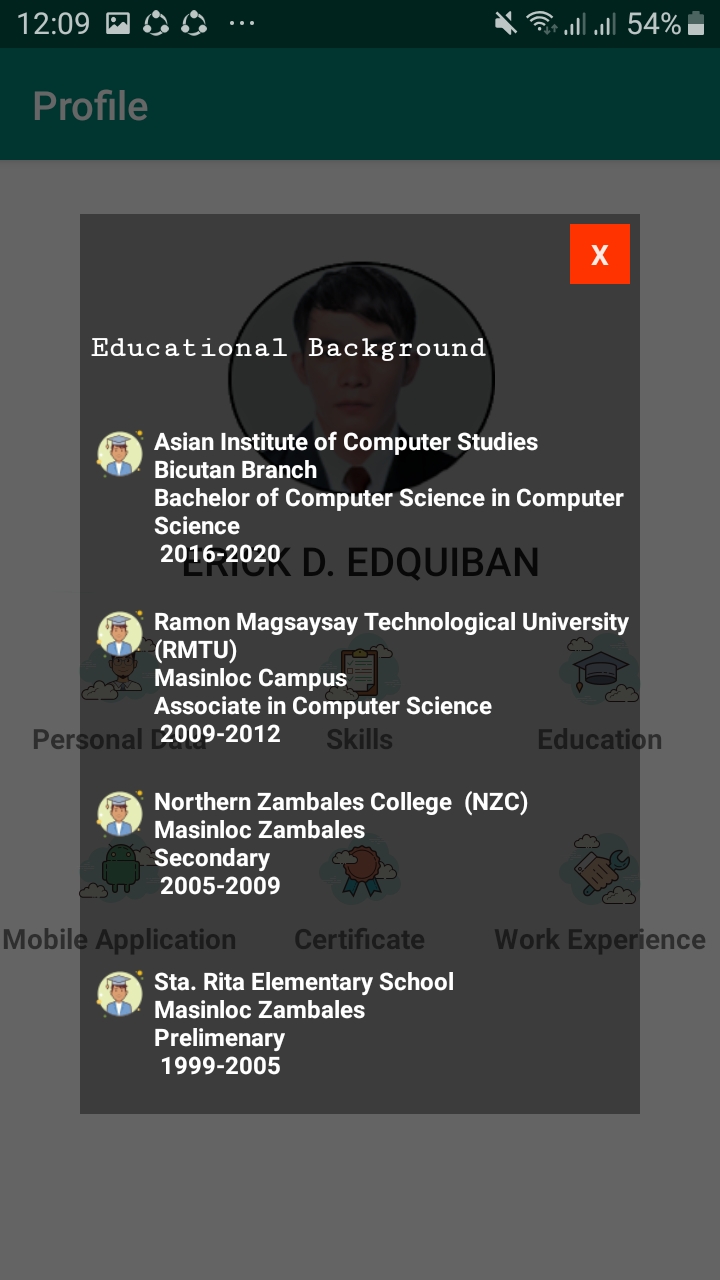 12:09 54%
Profile
X
Educational Background
Asian Institute of Computer Studies
Bicutan Branch
Bachelor of Computer Science in Computer
Science
2016-2020
ERICK D. EDQUIBAN
Ramon Magsaysay Technological University
(RMTU)
Masinloc Campus
Associate in Computer Science
2009-2012
Personal Data Skills Education
Northern Zambales College (NZC)
Masinloc Zambales
Secondary
2005-2009
Mobile Application Certificate Work Experience
Sta. Rita Elementary School
Masinloc Zambales
Prelimenary
1999-2005